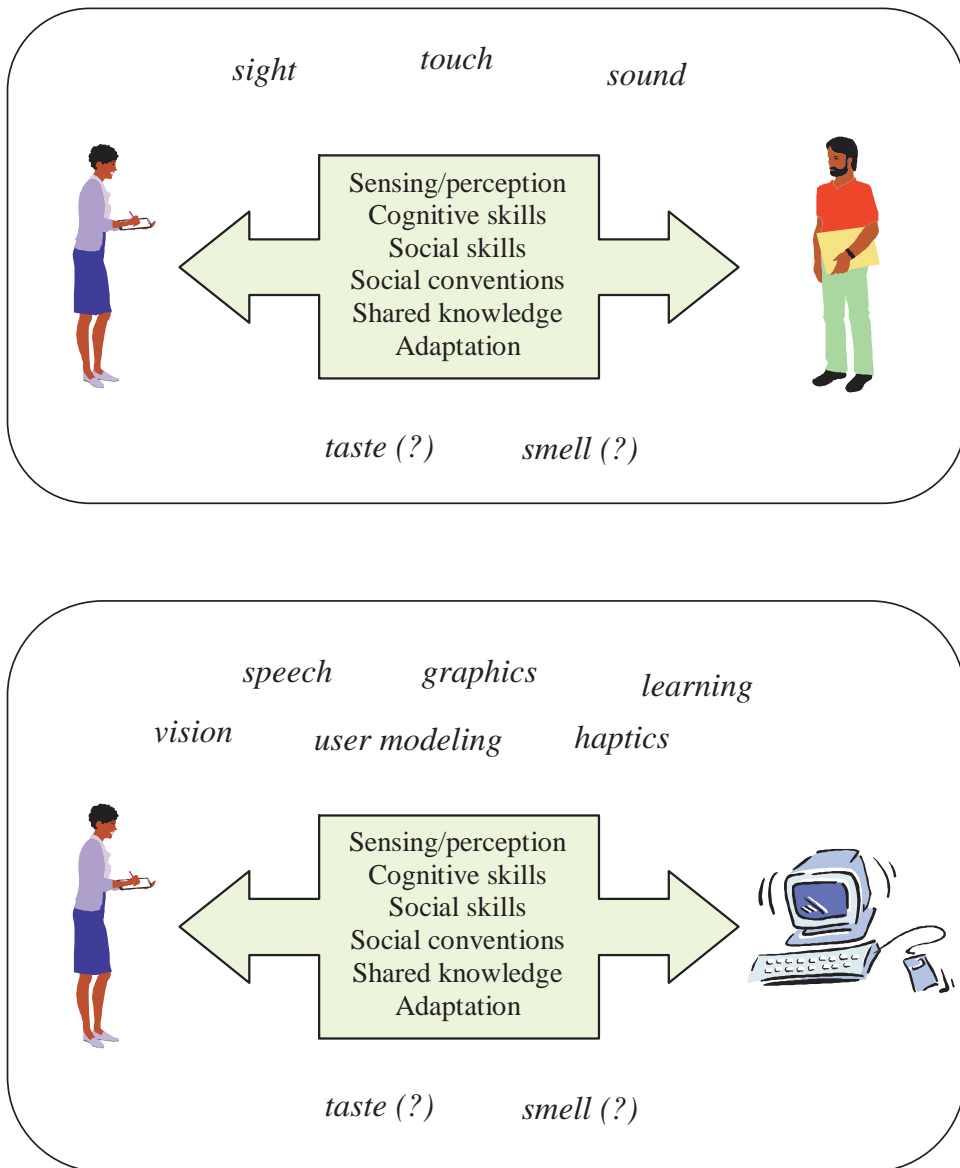 sight touch sound
Sensing/perception
Cognitive skills
Social skills
Social conventions
Shared knowledge
Adaptation
taste (?) smell (?)
speech graphics learning
vision user modeling haptics
Sensing/perception
Cognitive skills
Social skills
Social conventions
Shared knowledge
Adaptation
taste (?) smell (?)